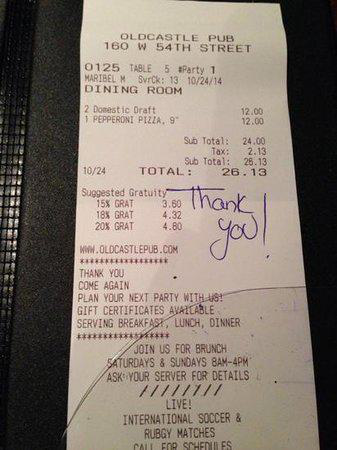 OLDCASTLE PUB
160 W 54TH STREET
0125 TABLE 5 #Party 1
MARIBEL M SvrCk: 13 10/24/14
DINING ROOM
2 Domestic Draft 12.00
1 PEPPERONI PIZZA, 9" 12.00
Sub Total: 24.00
Tax: 2.13
Sub Total: 26.13
10/24 TOTAL: 26.13
Suggested Gratuity
15% GRAT 3.60
18% GRAT 4.32
20% GRAT 4.80
Thank
you!
WWW.OLDCASTLEPUB.COM
********************
THANK YOU
COME AGAIN
PLAN YOUR NEXT PARTY WITH US!
GIFT CERTIFICATES AVAILABLE
SERVING BREAKFAST, LUNCH, DINNER
********************
JOIN US FOR BRUNCH
SATURDAYS & SUNDAYS 8AM-4PM
ASK YOUR SERVER FOR DETAILS
////////
LIVE!
INTERNATIONAL SOCCER &
RUBGY MATCHES
CALL FOR SCHEDULES